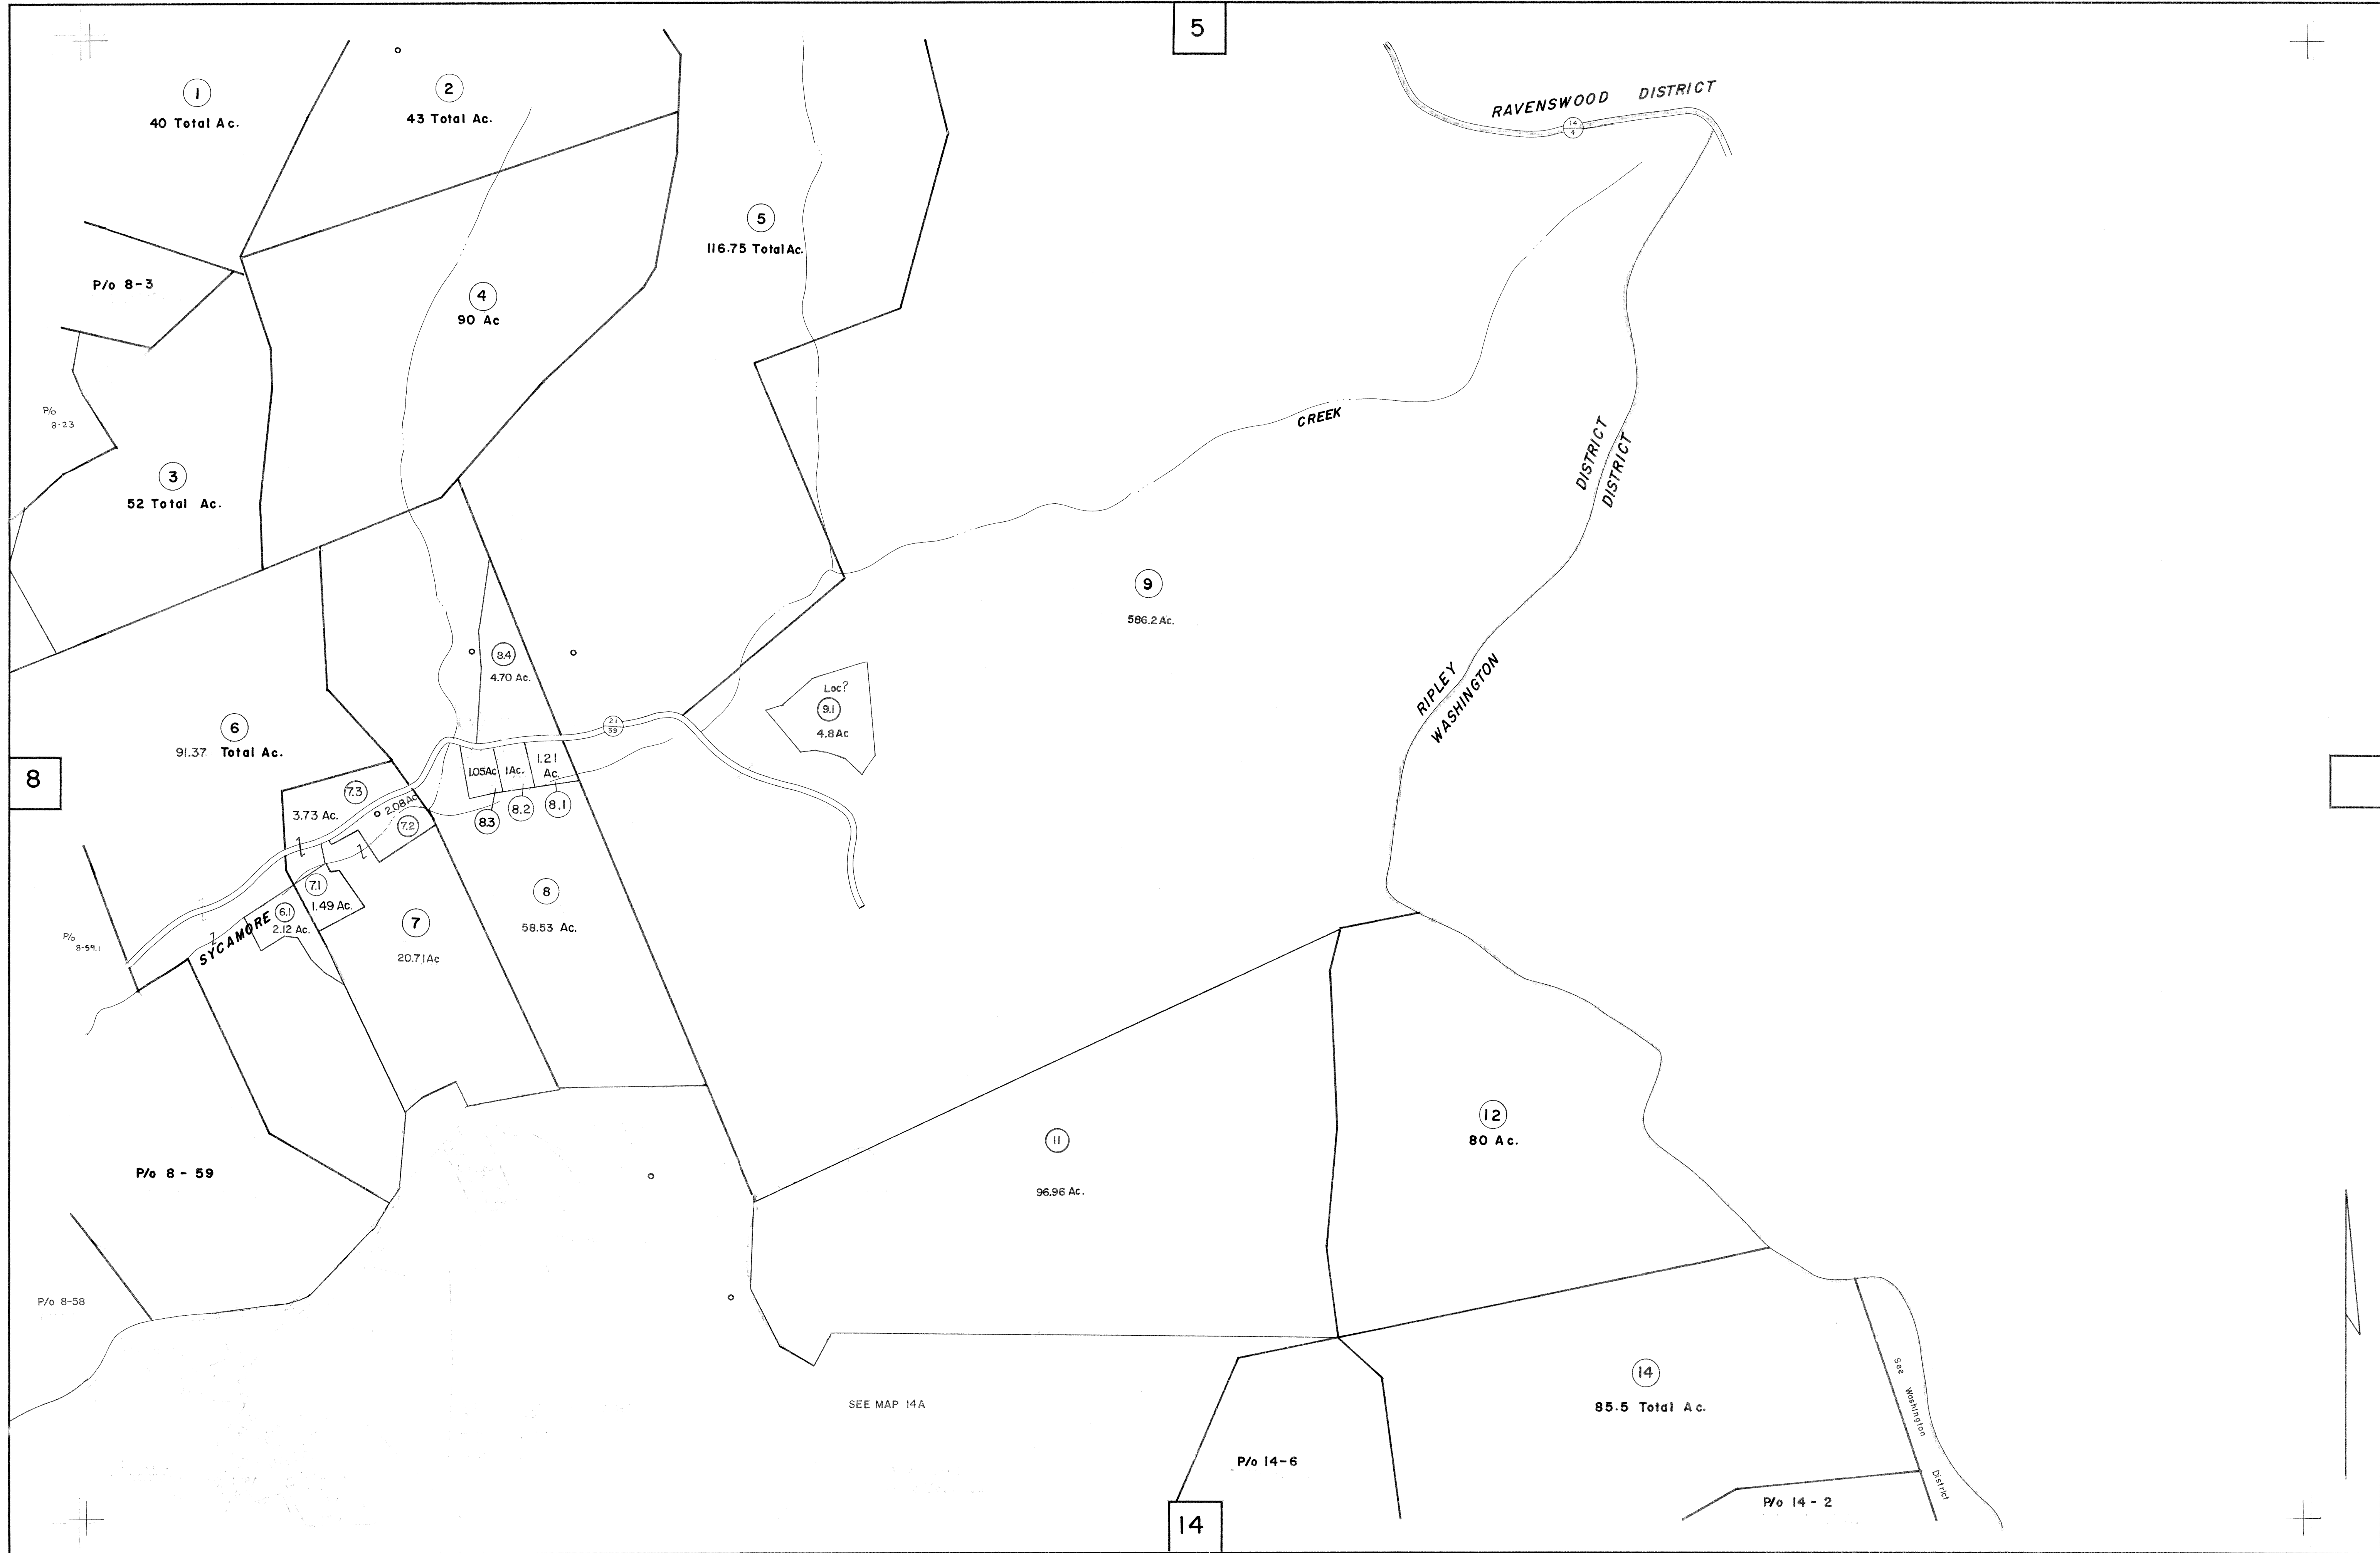 5
1
40 Total Ac.
2
43 Total Ac.
RAVENSWOOD DISTRICT
14
4
5
116.75 Total Ac.
P/o 8-3
4
90 Ac
P/o
8-23
3
52 Total Ac.
CREEK
DISTRICT
DISTRICT
9
586.2 Ac.
8.4
4.70 Ac.
RIPLEY
WASHINGTON
Loc?
9.1
4.8Ac
6
91.37 Total Ac.
21
39
8
1.05Ac
1Ac.
1.21
Ac.
7.3
3.73 Ac.
2.08Ac
7.2
8.3
8.2
8.1
7.1
1.49 Ac.
6.1
2.12 Ac.
SYCAMORE
P/o
8-59.1
7
20.71Ac
8
58.53 Ac.
11
96.96 Ac.
12
80 Ac.
P/o 8 - 59
P/o 8-58
SEE MAP 14A
14
85.5 Total Ac.
See Washington District
P/o 14-6
P/o 14 - 2
14